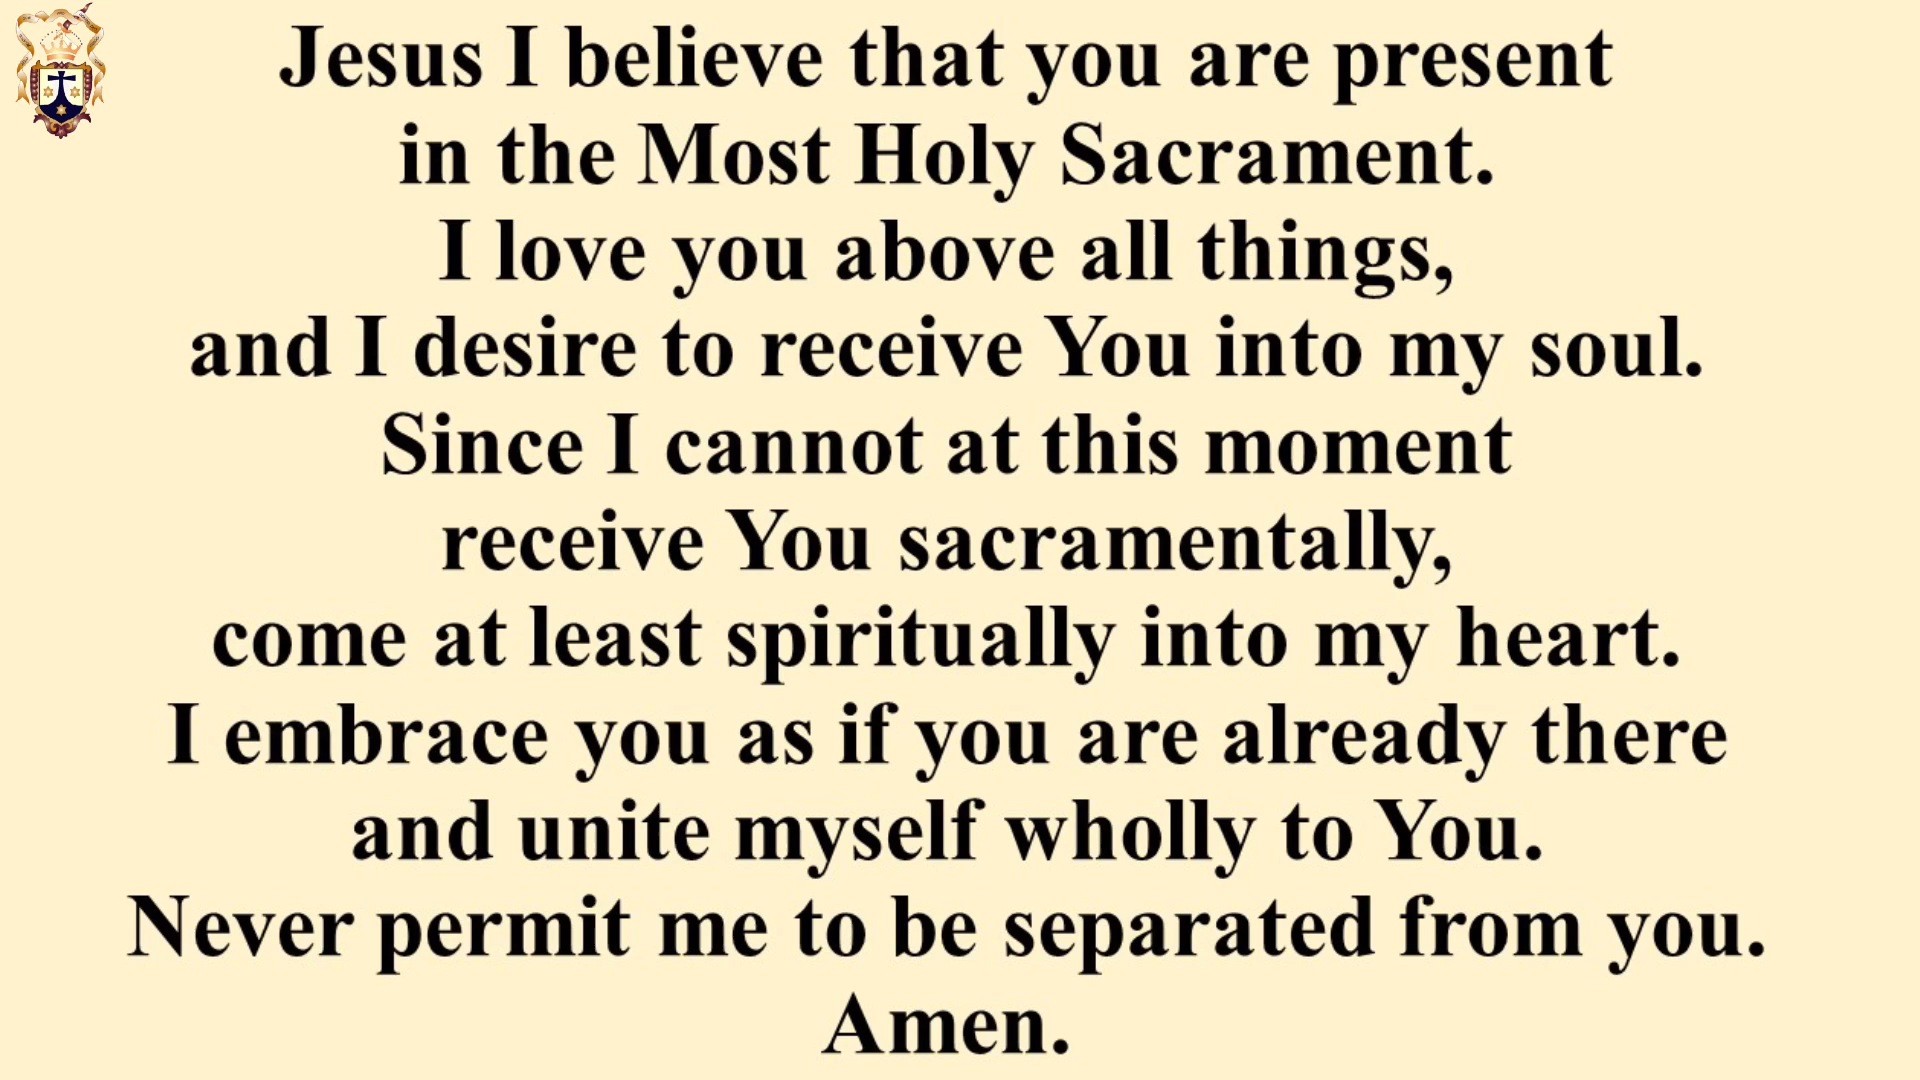 Jesus I believe that you are present
in the Most Holy Sacrament.
I love you above all things,
and I desire to receive You into my soul.
Since I cannot at this moment
receive You sacramentally,
come at least spiritually into my heart.
I embrace you as if you are already there
and unite myself wholly to You.
Never permit me to be separated from you.
Amen.